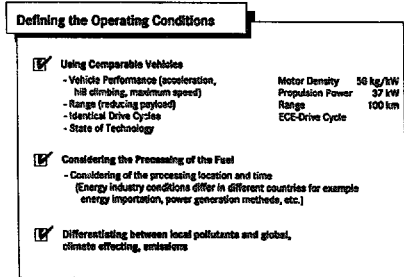 Defining the Operating Conditions
Using Comparable Vehicles
- Vehicle Performance (acceleration,
hill climbing, maximum speed)
- Range (reducing payload)
- Identical Drive Cycles
- State of Technology
Motor Density 50 kg/kW
Propulsion Power 37 kW
Range 100 km
ECE-Drive Cycle
Considering the Processing of the Fuel
- Considering of the processing location and time
(Energy industry conditions differ in different countries for example
energy importation, power generation methods, etc.)
Differentiating between local pollutants and global,
climate effecting, emissions